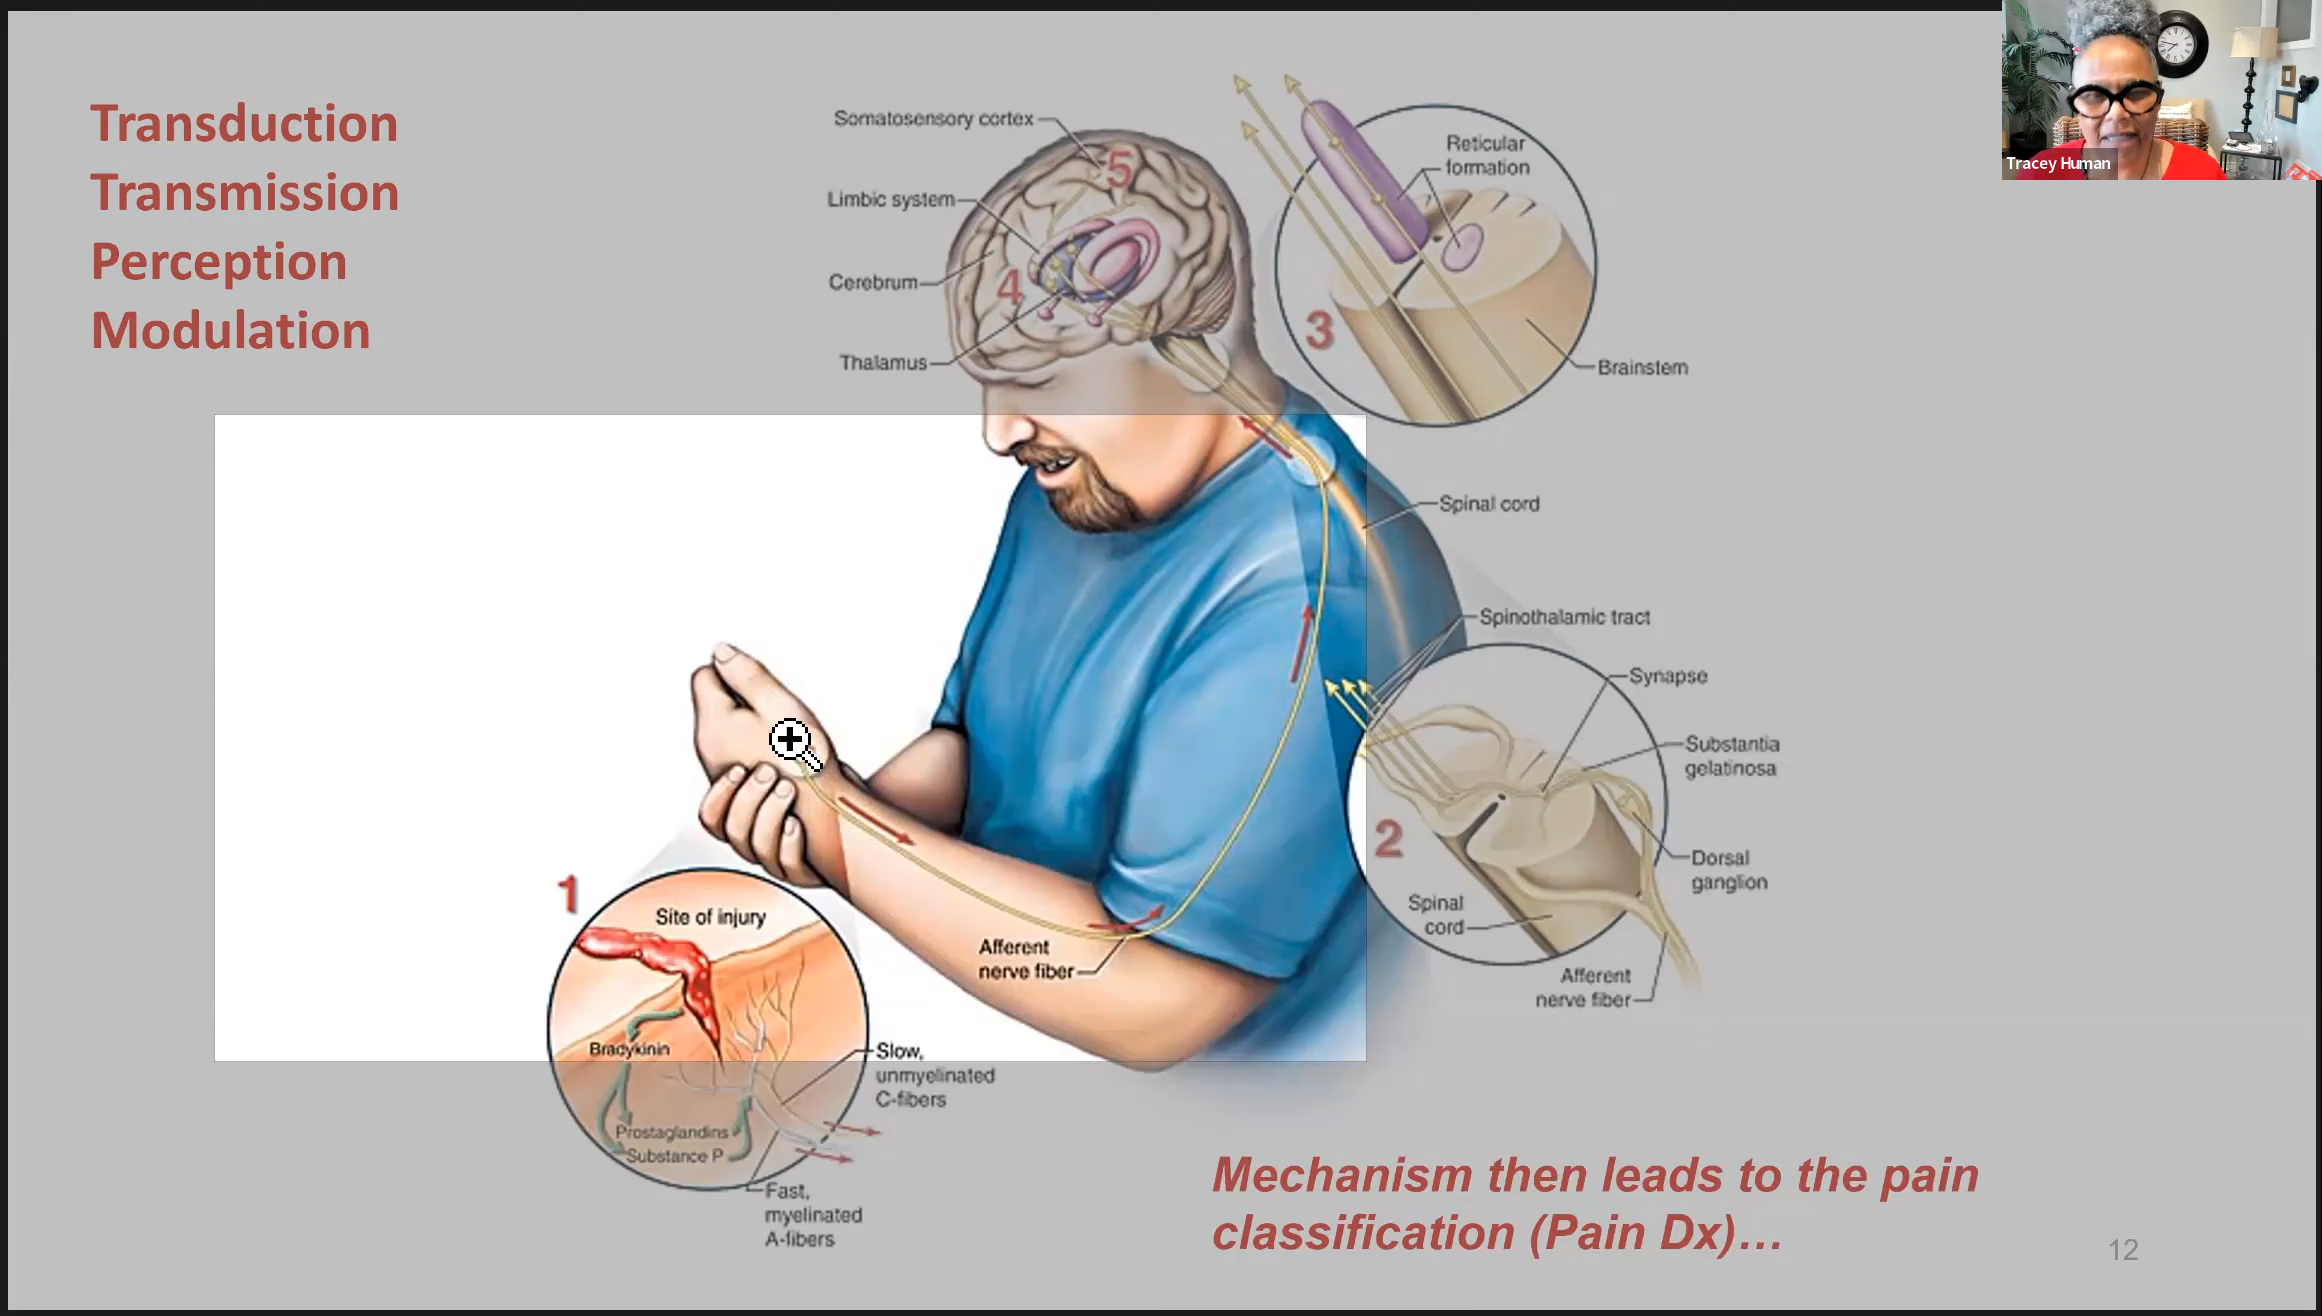 Tracey Human
Transduction
Transmission
Perception
Modulation
Somatosensory cortex
5
Limbic system
Cerebrum
4
Thalamus
Reticular
formation
3
Brainstem
Spinal cord
Spinothalamic tract
Synapse
Substantia
gelatinosa
2
Dorsal
ganglion
Spinal
cord
Afferent
nerve fiber
1
Site of injury
Afferent
nerve fiber
Bradykinin
Slow,
unmyelinated
C-fibers
Prostaglandins
Substance P
Fast,
myelinated
A-fibers
Mechanism then leads to the pain
classification (Pain Dx)...
12